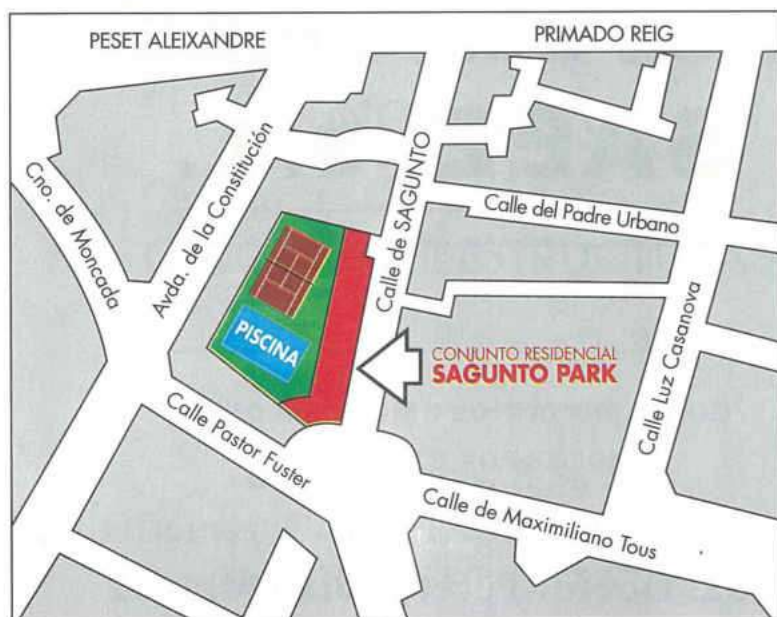 PESET ALEIXANDRE
PRIMADO REIG
Cno. de Moncada
Avda. de la Constitución
Calle de SAGUNTO
Calle del Padre Urbano
PISCINA
CONJUNTO RESIDENCIAL
SAGUNTO PARK
Calle Luz Casanova
Calle Pastor Fuster
Calle de Maximiliano Tous